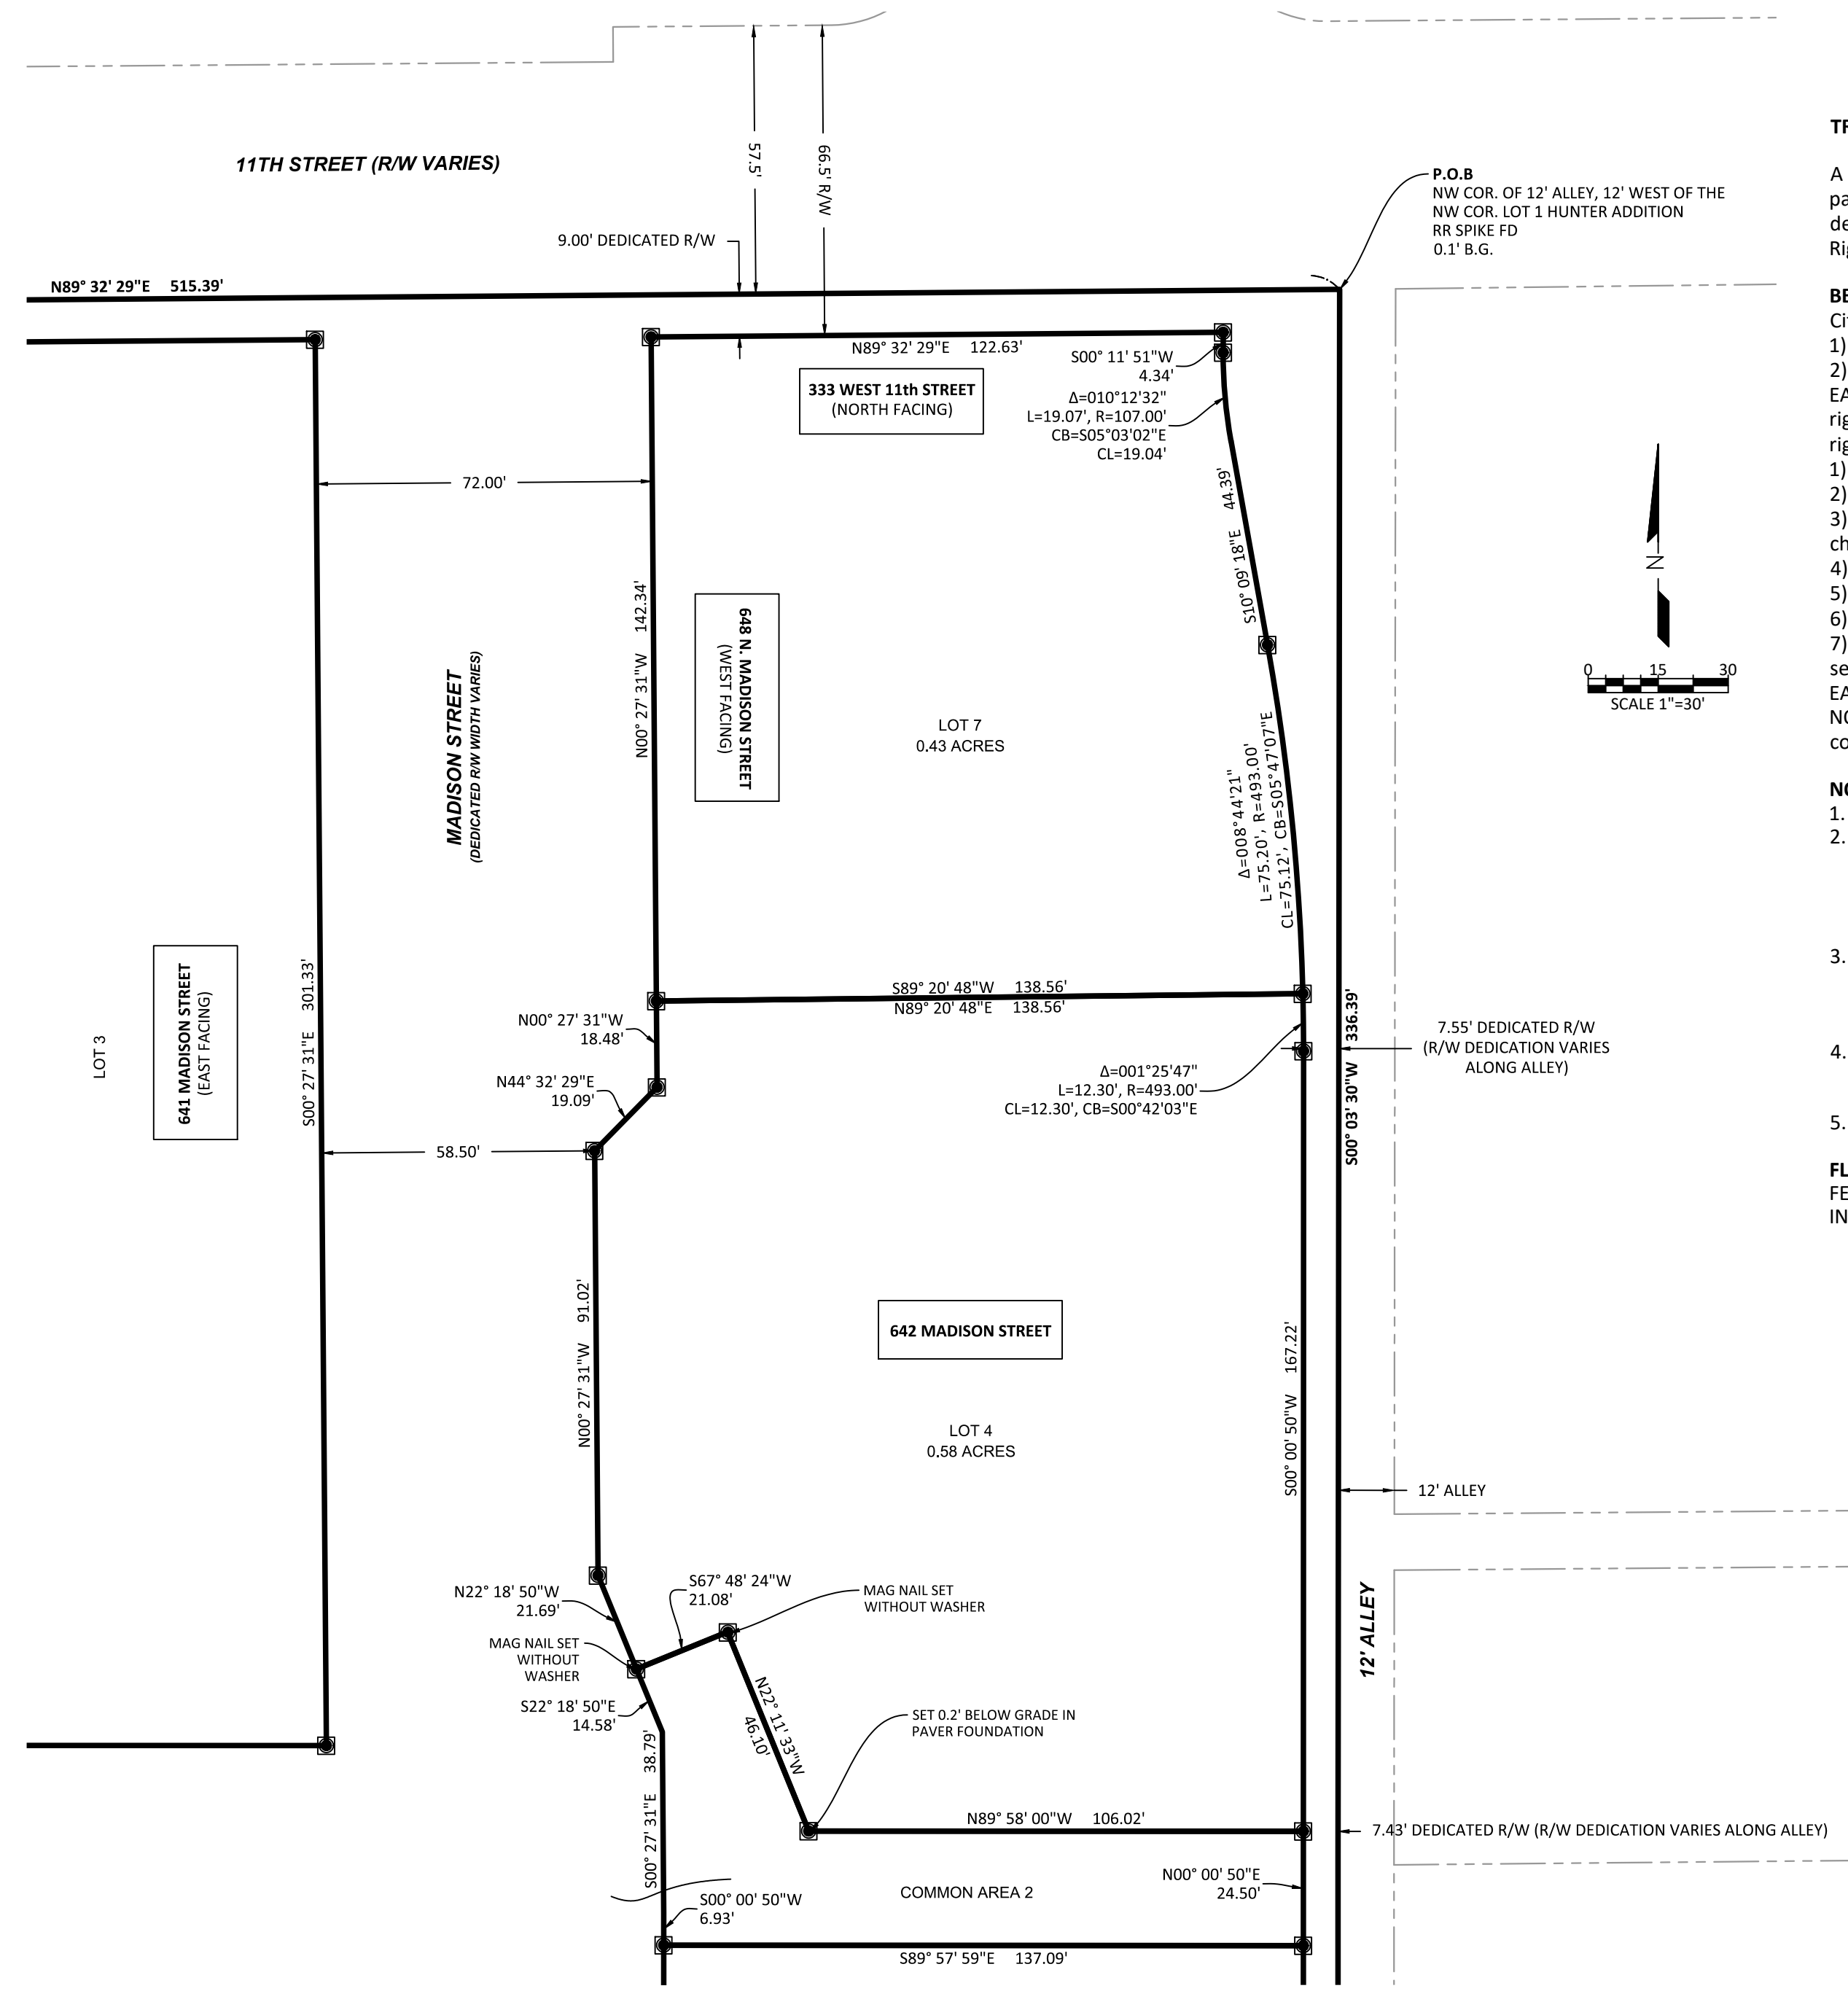 57.5'
66.5' R/W
11TH STREET (R/W VARIES)
P.O.B
NW COR. OF 12' ALLEY, 12' WEST OF THE
NW COR. LOT 1 HUNTER ADDITION
RR SPIKE FD
0.1' B.G.
9.00' DEDICATED R/W
N89° 32' 29"E 515.39'
N89° 32' 29"E 122.63'
S00° 11' 51"W
4.34'
333 WEST 11th STREET
(NORTH FACING)
Δ=010°12'32"
L=19.07', R=107.00'
CB=S05°03'02"E
CL=19.04'
72.00'
S10° 09' 18"E 44.39'
N00° 27' 31"W 142.34'
648 N. MADISON STREET
(WEST FACING)
MADISON STREET
(DEDICATED R/W WIDTH VARIES)
LOT 7
0.43 ACRES
Δ=008°44'21"
L=75.20', R=493.00'
CL=75.12', CB=S05°47'07"E
N
0 15 30
SCALE 1"=30'
LOT 3
641 MADISON STREET
(EAST FACING)
S00° 27' 31"E 301.33'
S89° 20' 48"W 138.56'
N89° 20' 48"E 138.56'
N00° 27' 31"W
18.48'
N44° 32' 29"E
19.09'
Δ=001°25'47"
L=12.30', R=493.00'
CL=12.30', CB=S00°42'03"E
S00° 03' 30"W 336.39'
7.55' DEDICATED R/W
(R/W DEDICATION VARIES
ALONG ALLEY)
58.50'
N00° 27' 31"W 91.02'
642 MADISON STREET
LOT 4
0.58 ACRES
S00° 00' 50"W 167.22'
12' ALLEY
12' ALLEY
N22° 18' 50"W
21.69'
S67° 48' 24"W
21.08'
MAG NAIL SET
WITHOUT WASHER
MAG NAIL SET
WITHOUT
WASHER
S22° 18' 50"E
14.58'
N22° 11' 33"W
46.10'
SET 0.2' BELOW GRADE IN
PAVER FOUNDATION
S00° 27' 31"E 38.79'
N89° 58' 00"W 106.02'
7.43' DEDICATED R/W (R/W DEDICATION VARIES ALONG ALLEY)
N00° 00' 50"E
24.50'
COMMON AREA 2
S00° 00' 50"W
6.93'
S89° 57' 59"E 137.09'
A
1)
2)
1)
2)
3)
4)
5)
6)
7)
1.
2.
3.
4.
5.